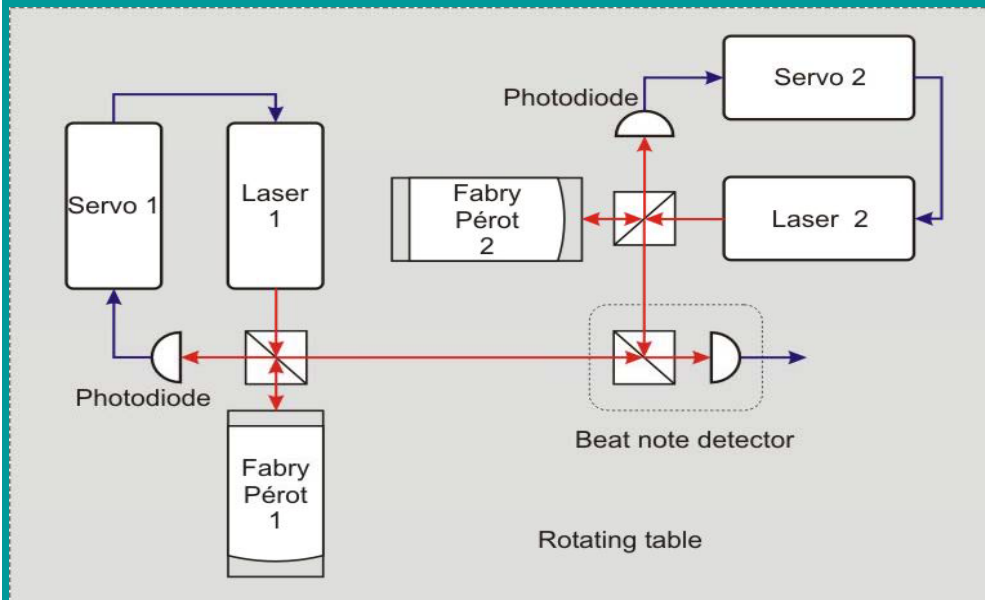 Servo 1
Laser
1
Photodiode
Fabry
Pérot
1
Photodiode
Servo 2
Fabry
Pérot
2
Laser 2
Beat note detector
Rotating table